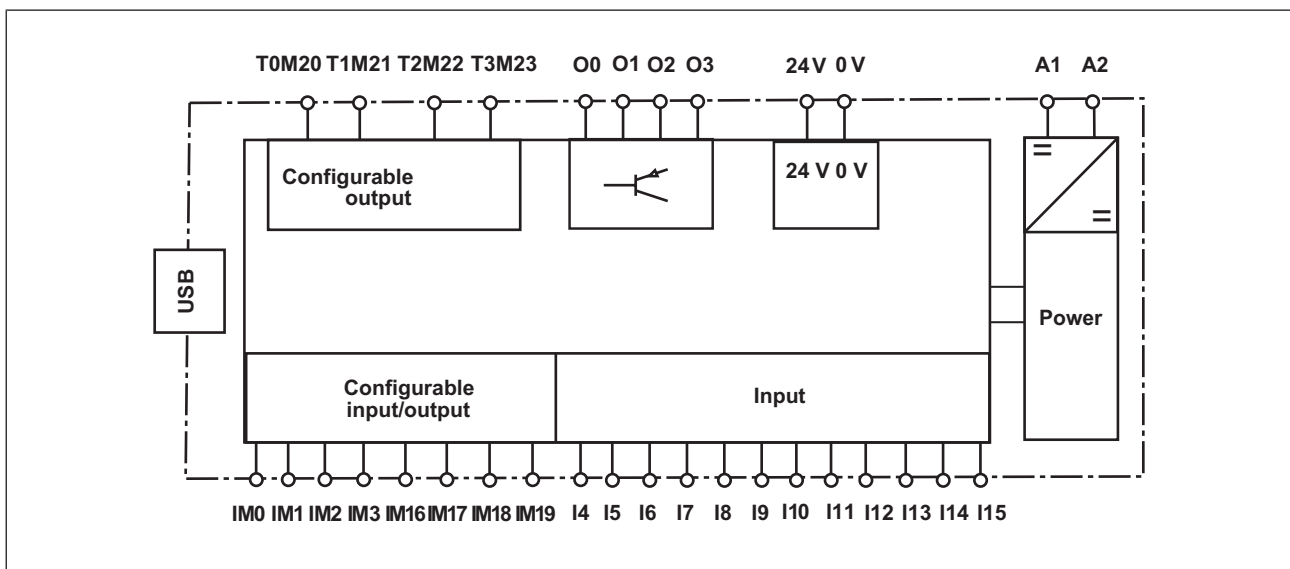 T0M20 T1M21 T2M22 T3M23 O0 O1 O2 O3 24 V 0 V A1 A2
Configurable
output
24 V 0 V
=
=
USB
Power
Configurable
input/output
Input
IM0 IM1 IM2 IM3 IM16 IM17 IM18 IM19 I4 I5 I6 I7 I8 I9 I10 I11 I12 I13 I14 I15